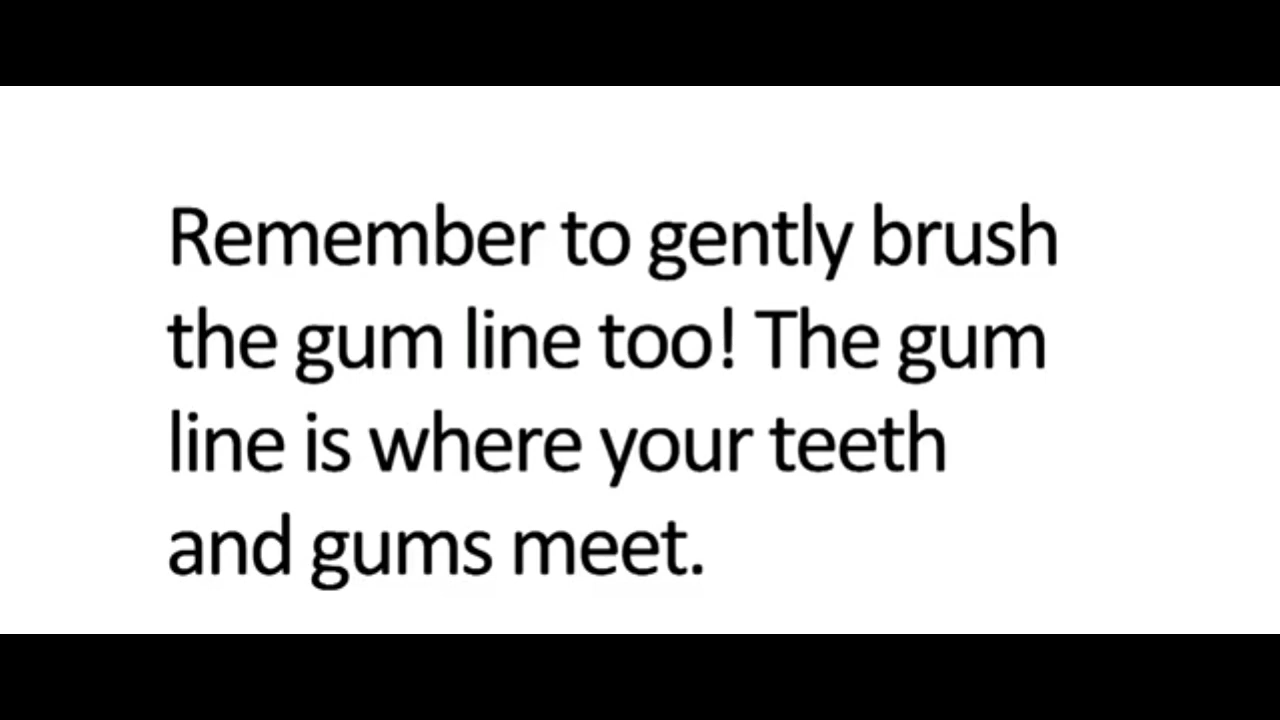 Remember to gently brush
the gum line too! The gum
line is where your teeth
and gums meet.